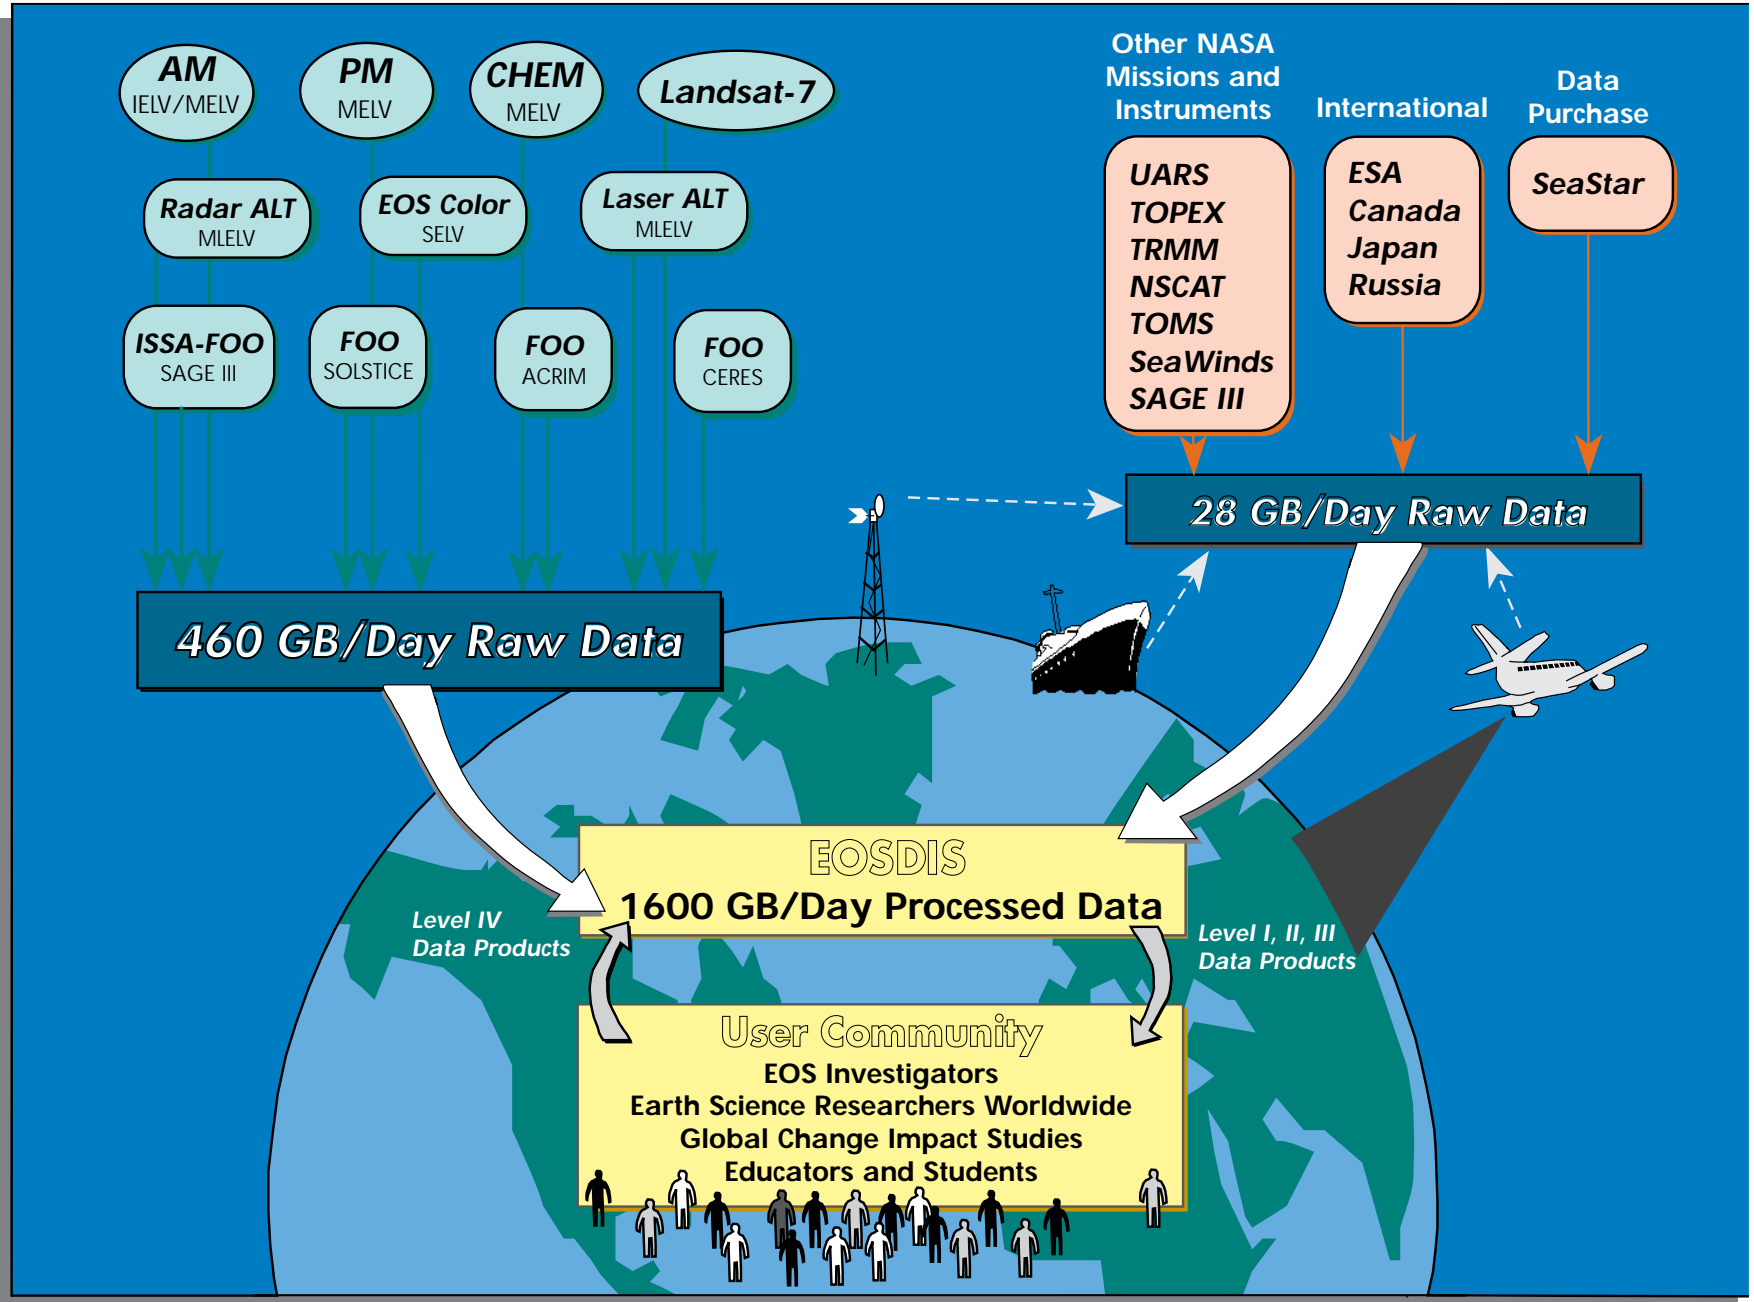 AM
IELV/MELV
PM
MELV
CHEM
MELV
Landsat-7
Radar ALT
MLELV
EOS Color
SELV
Laser ALT
MLELV
ISSA-FOO
SAGE III
FOO
SOLSTICE
FOO
ACRIM
FOO
CERES
460 GB/Day Raw Data
Other NASA
Missions and
Instruments
UARS
TOPEX
TRMM
NSCAT
TOMS
SeaWinds
SAGE III
International
ESA
Canada
Japan
Russia
Data
Purchase
SeaStar
28 GB/Day Raw Data
EOSDIS
1600 GB/Day Processed Data
Level IV
Data Products
Level I, II, III
Data Products
User Community
EOS Investigators
Earth Science Researchers Worldwide
Global Change Impact Studies
Educators and Students